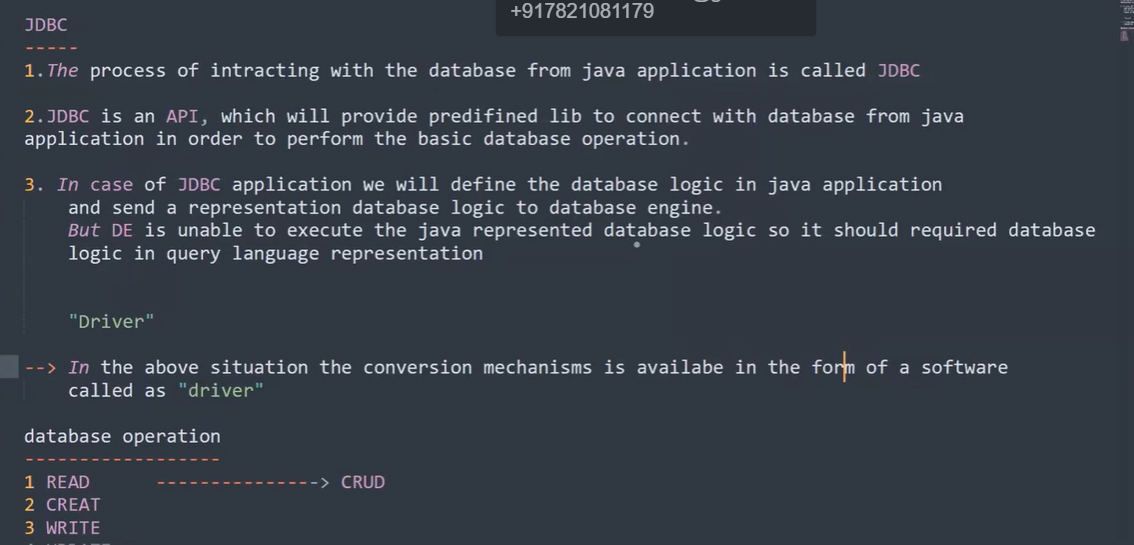 +917821081179
JDBC
-----
1.The process of intracting with the database from java application is called JDBC
2.JDBC is an API, which will provide predifined lib to connect with database from java
application in order to perform the basic database operation.
3. In case of JDBC application we will define the database logic in java application
and send a representation database logic to database engine.
But DE is unable to execute the java represented database logic so it should required database
logic in query language representation
"Driver"
--> In the above situation the conversion mechanisms is availabe in the form of a software
called as "driver"
database operation
------------------
1 READ ---------------> CRUD
2 CREAT
3 WRITE